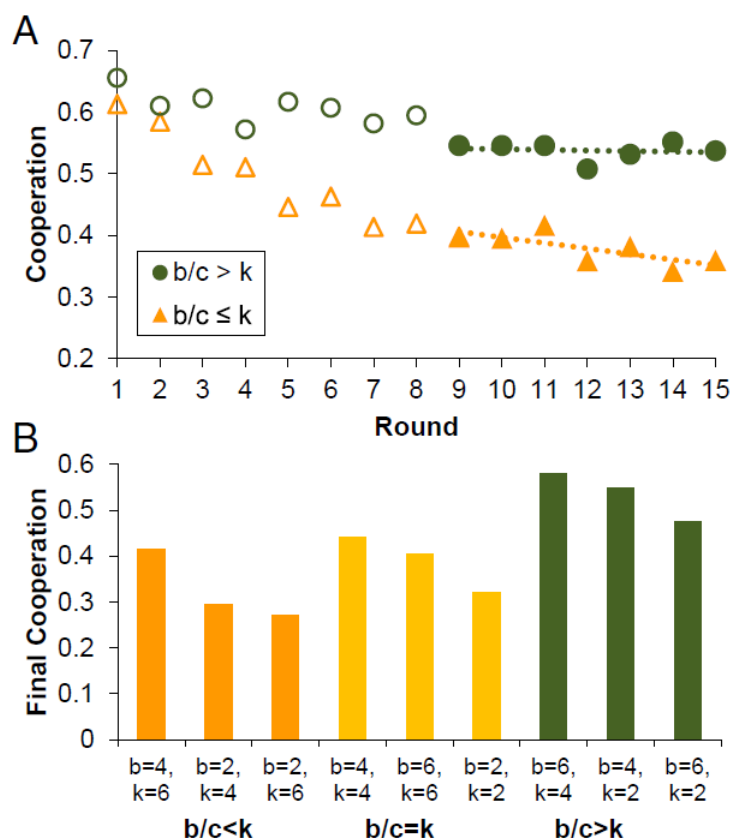 A
0.7
0.6
0.5
0.4
0.3
0.2
Cooperation
b/c > k
b/c ≤ k
1 2 3 4 5 6 7 8 9 10 11 12 13 14 15
Round
B
0.6
0.5
0.4
0.3
0.2
0.1
0
Final Cooperation
b=4, b=2, b=2, b=4, b=6, b=2, b=6, b=4, b=6,
k=6 k=4 k=6 k=4 k=6 k=2 k=4 k=2 k=2
b/c<k b/c=k b/c>k